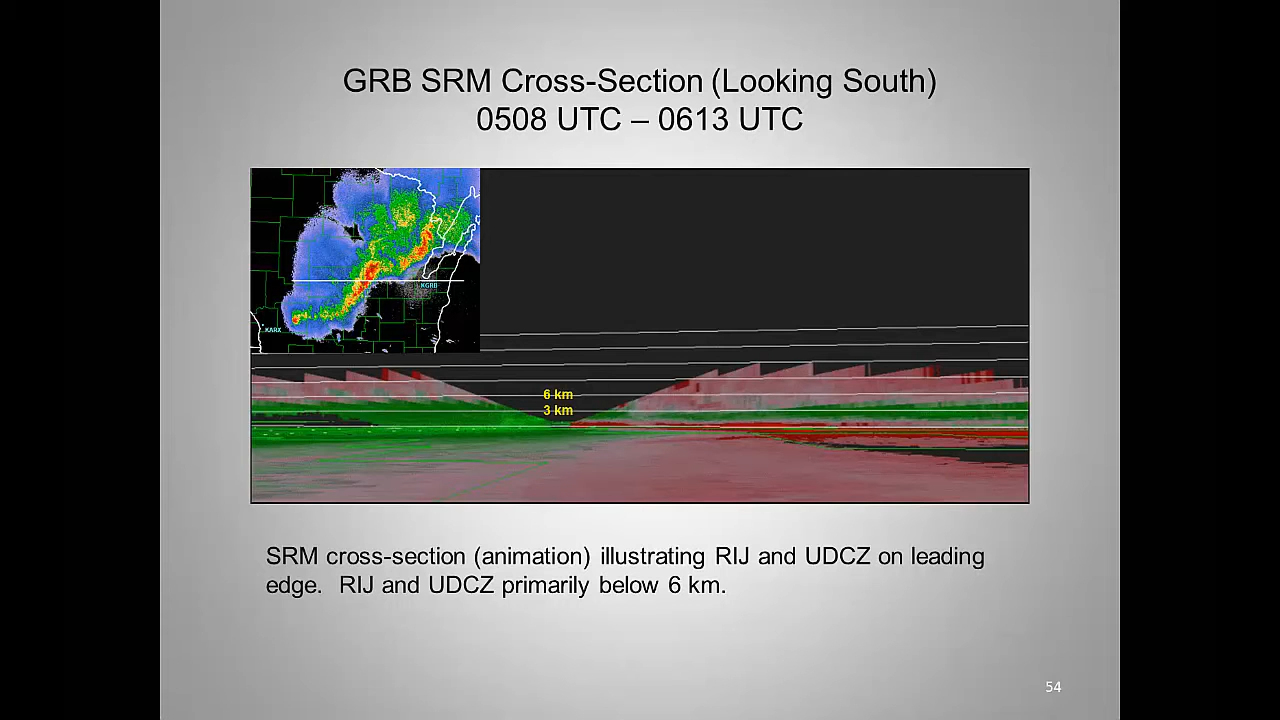 GRB SRM Cross-Section (Looking South)
0508 UTC – 0613 UTC
KGRB
KARX
6 km
3 km
SRM cross-section (animation) illustrating RIJ and UDCZ on leading
edge. RIJ and UDCZ primarily below 6 km.
54